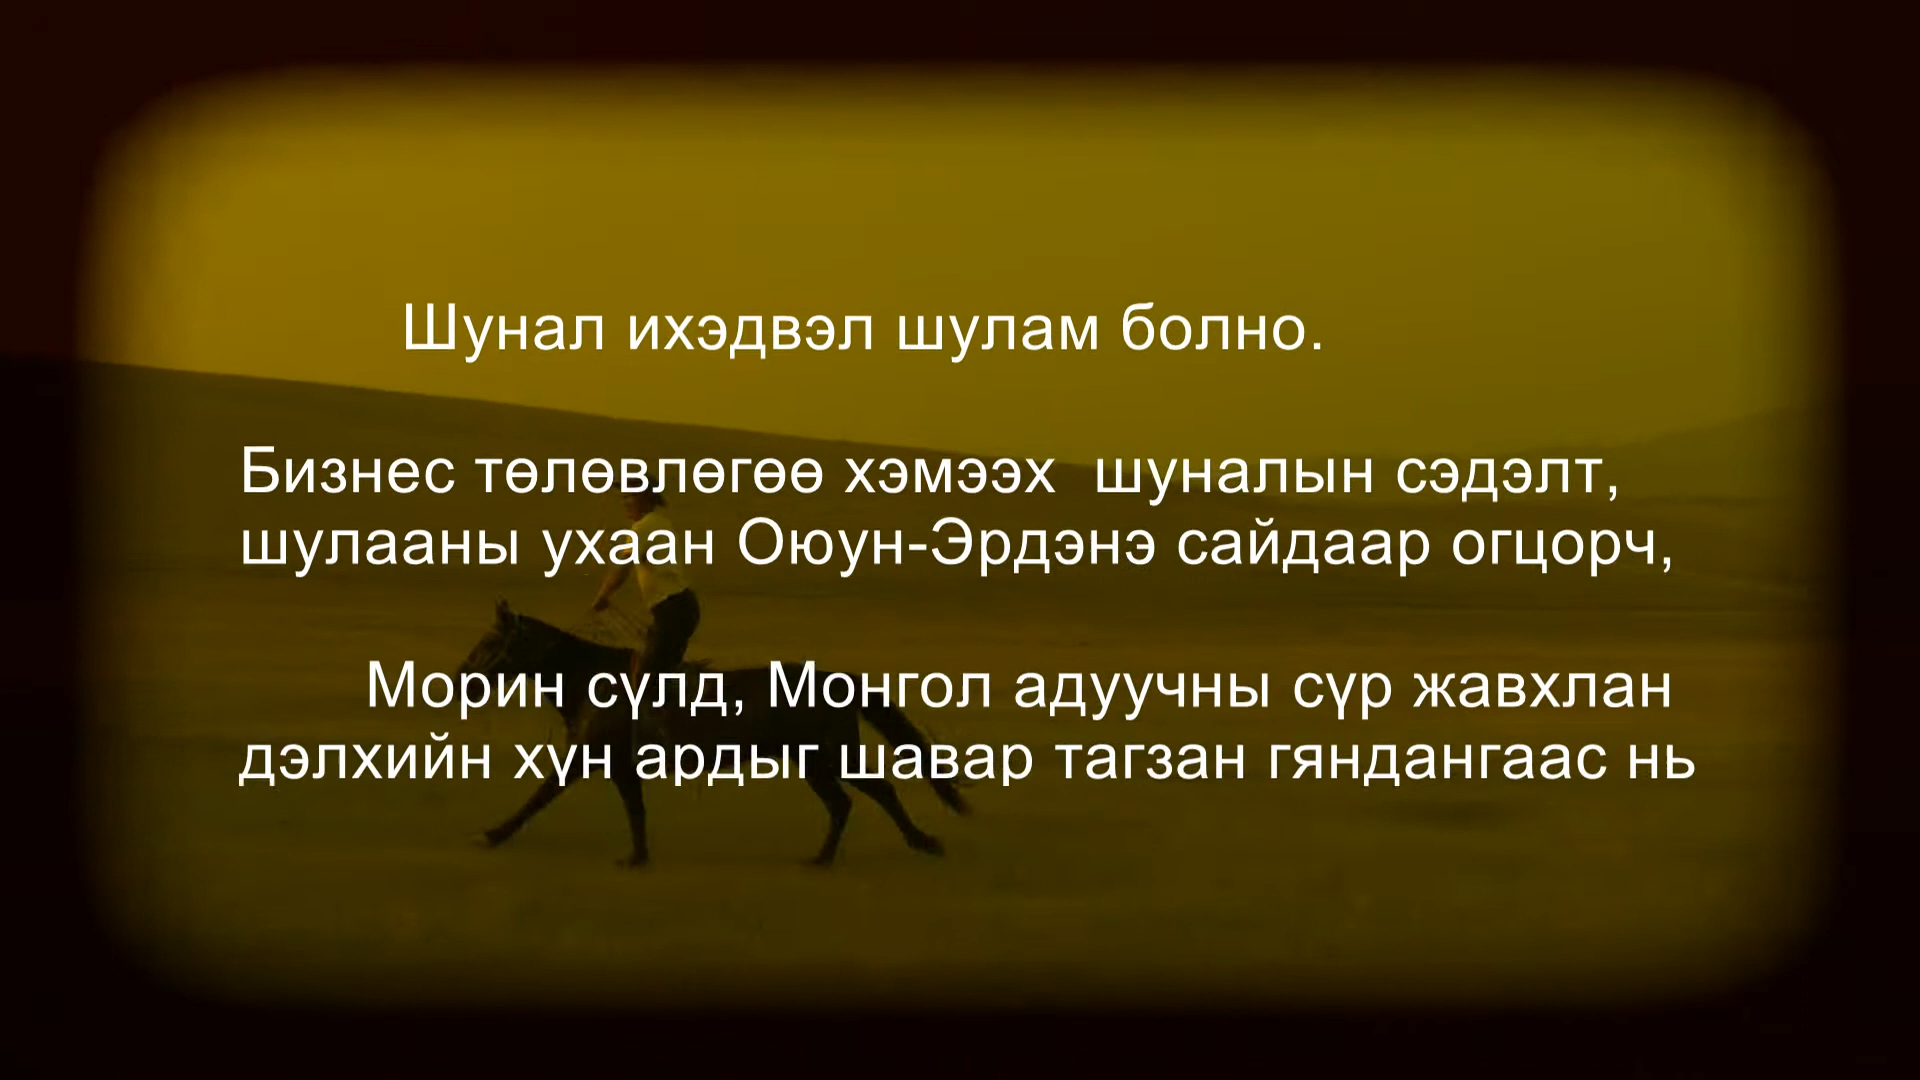 Шунал ихэдвэл шулам болно.
Бизнес төлөвлөгөө хэмээх шуналын сэдэлт,
шулааны ухаан Оюун-Эрдэнэ сайдаар огцорч,
Морин сүлд, Монгол адуучны сүр жавхлан
дэлхийн хүн ардыг шавар тагзан гяндангаас нь